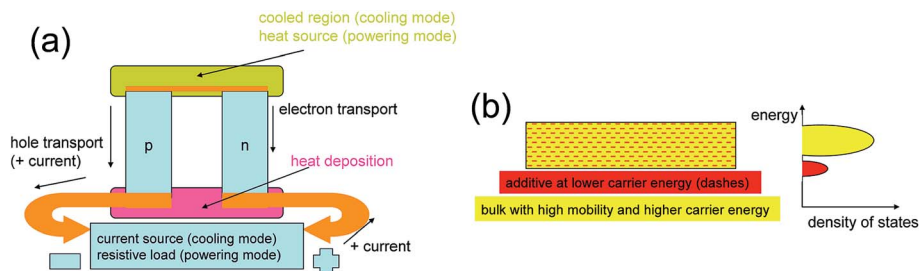 (a)
cooled region (cooling mode)
heat source (powering mode)
electron transport
hole transport
(+ current)
p
n
heat deposition
current source (cooling mode)
resistive load (powering mode)
+ current
(b)
energy
additive at lower carrier energy (dashes)
bulk with high mobility and higher carrier energy
density of states